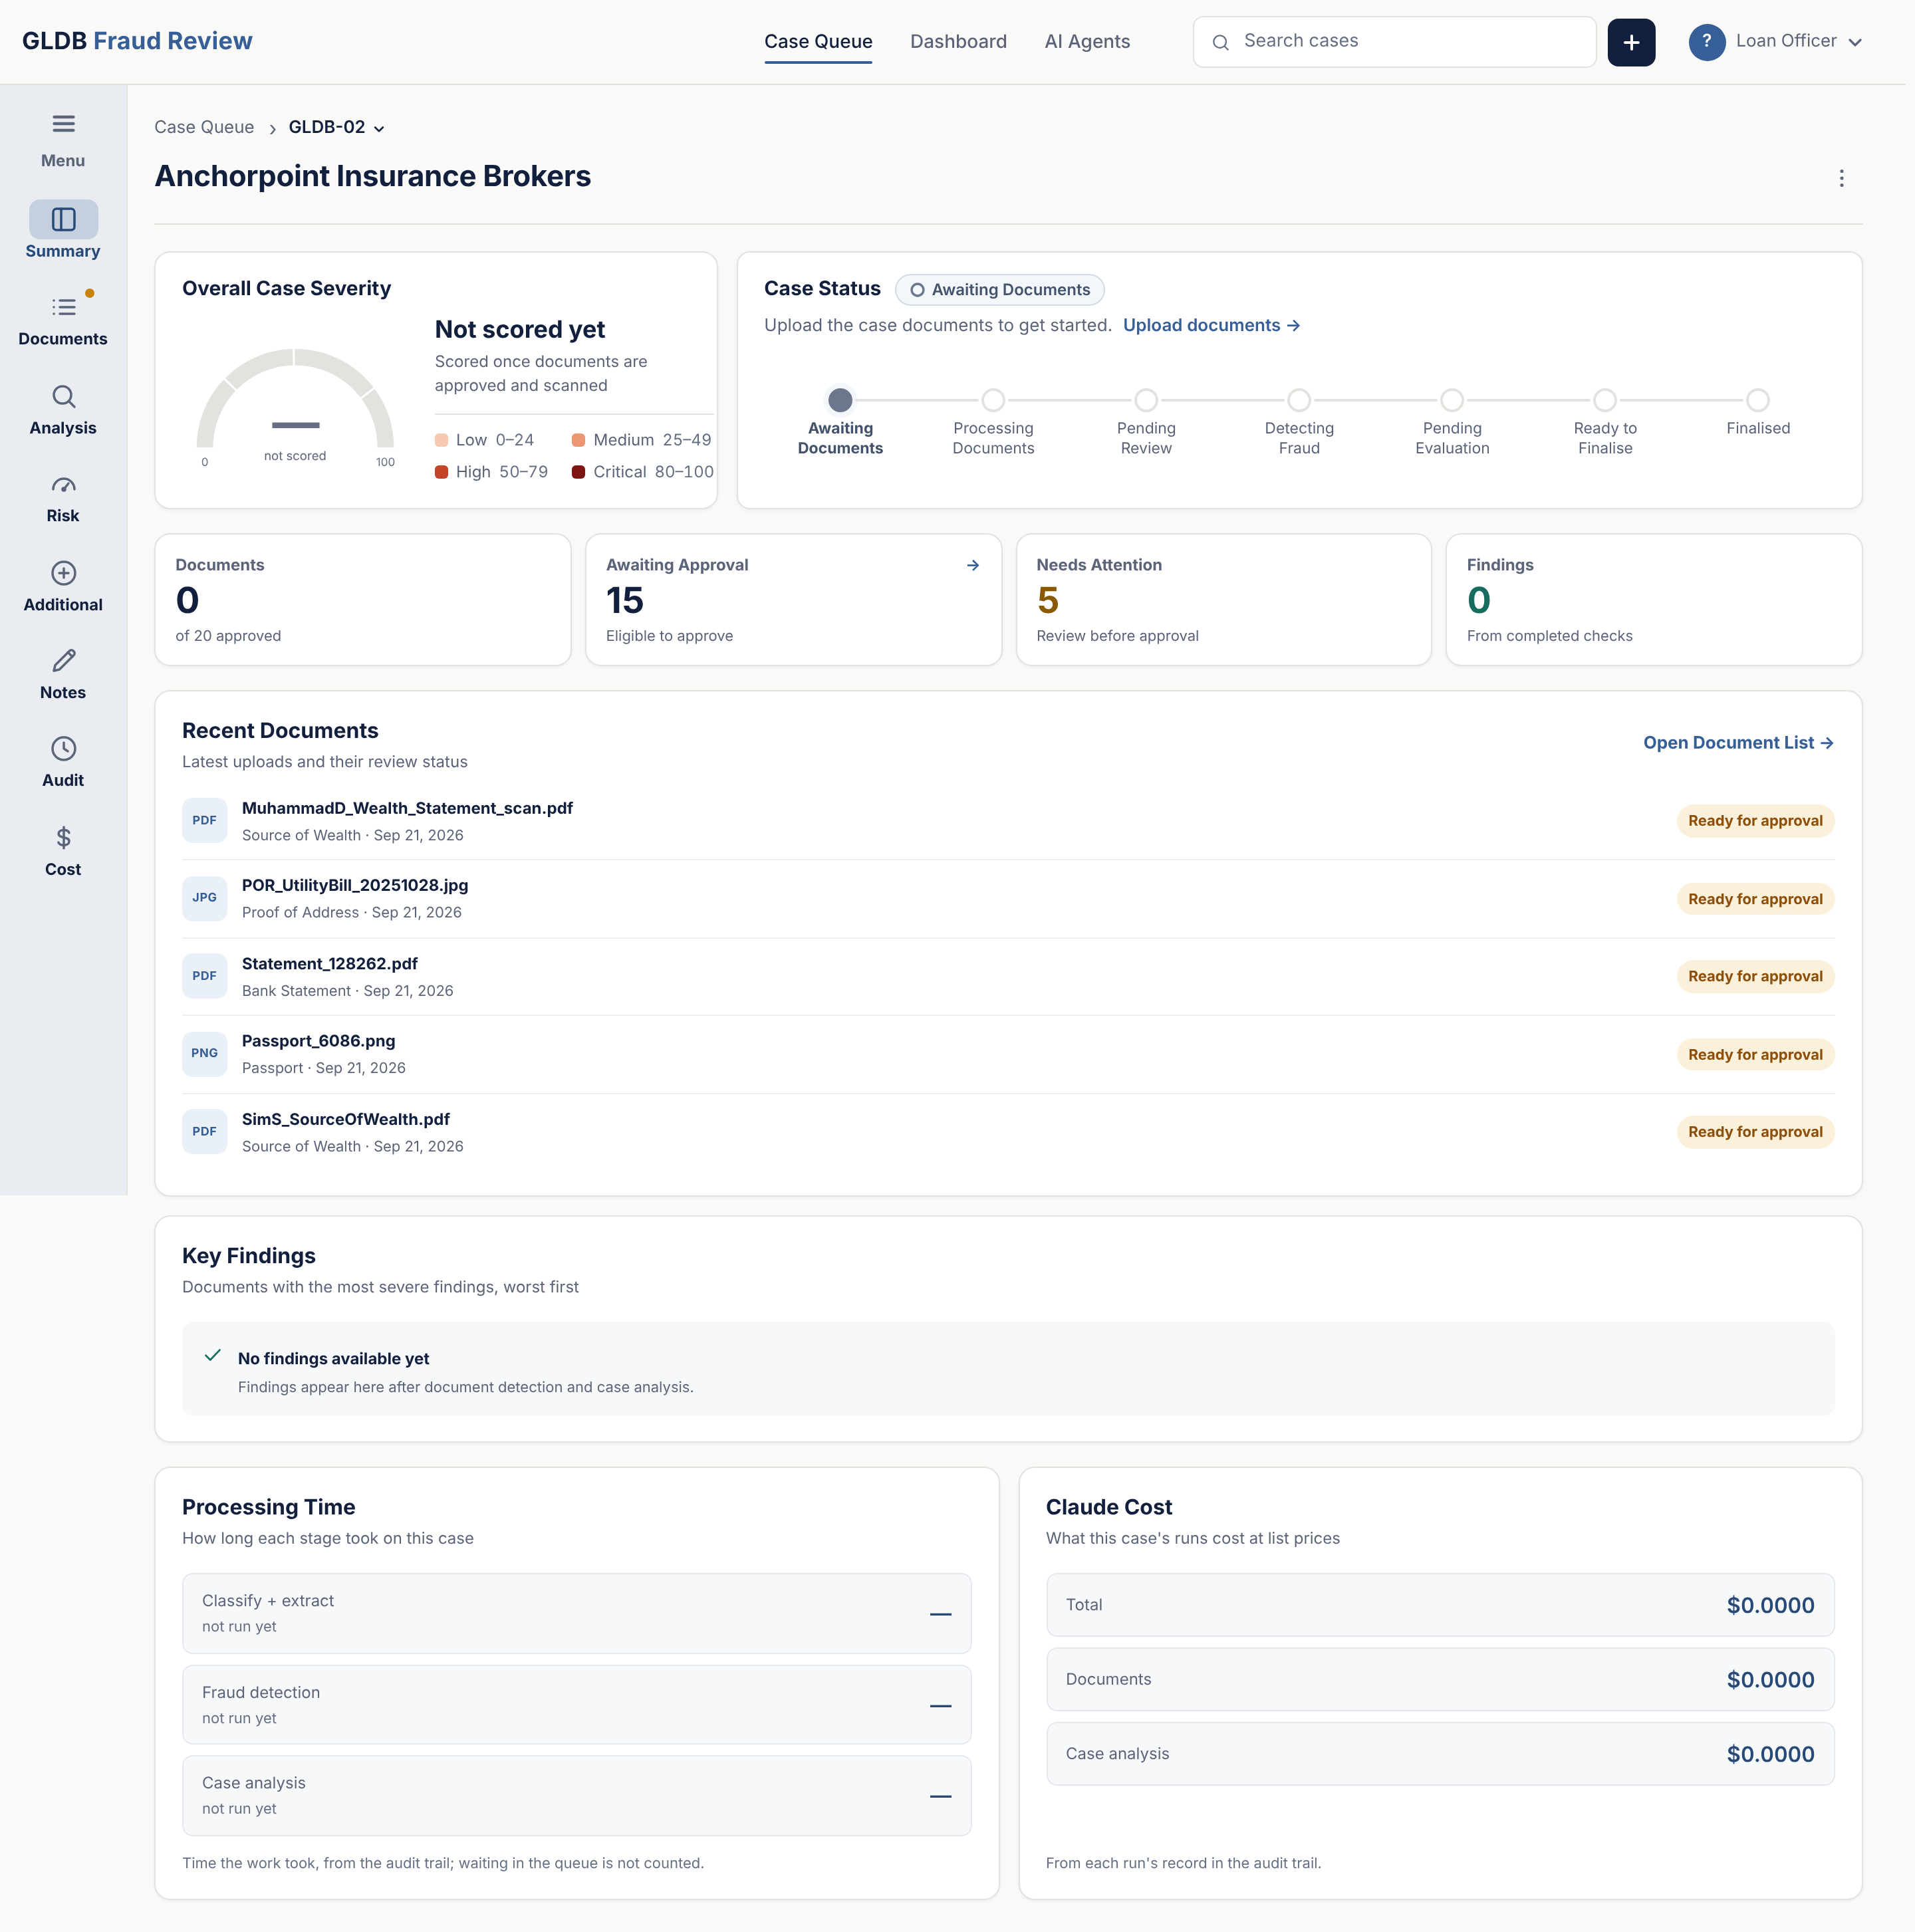 GLDB Fraud Review
Case Queue
Dashboard
AI Agents
Search cases
+
?
Loan Officer
Menu
Summary
Documents
Analysis
Risk
Additional
Notes
Audit
Cost
Case Queue › GLDB-02
Anchorpoint Insurance Brokers
Overall Case Severity
0
not scored
100
Not scored yet
Scored once documents are
approved and scanned
Low 0–24
Medium 25–49
High 50–79
Critical 80–100
Case Status
Awaiting Documents
Upload the case documents to get started. Upload documents →
Awaiting
Documents
Processing
Documents
Pending
Review
Detecting
Fraud
Pending
Evaluation
Ready to
Finalise
Finalised
Documents
0
of 20 approved
Awaiting Approval →
15
Eligible to approve
Needs Attention
5
Review before approval
Findings
0
From completed checks
Recent Documents
Latest uploads and their review status
Open Document List →
PDF
MuhammadD_Wealth_Statement_scan.pdf
Source of Wealth · Sep 21, 2026
Ready for approval
JPG
POR_UtilityBill_20251028.jpg
Proof of Address · Sep 21, 2026
Ready for approval
PDF
Statement_128262.pdf
Bank Statement · Sep 21, 2026
Ready for approval
PNG
Passport_6086.png
Passport · Sep 21, 2026
Ready for approval
PDF
SimS_SourceOfWealth.pdf
Source of Wealth · Sep 21, 2026
Ready for approval
Key Findings
Documents with the most severe findings, worst first
No findings available yet
Findings appear here after document detection and case analysis.
Processing Time
How long each stage took on this case
Classify + extract
not run yet
—
Fraud detection
not run yet
—
Case analysis
not run yet
—
Time the work took, from the audit trail; waiting in the queue is not counted.
Claude Cost
What this case's runs cost at list prices
Total
$0.0000
Documents
$0.0000
Case analysis
$0.0000
From each run's record in the audit trail.